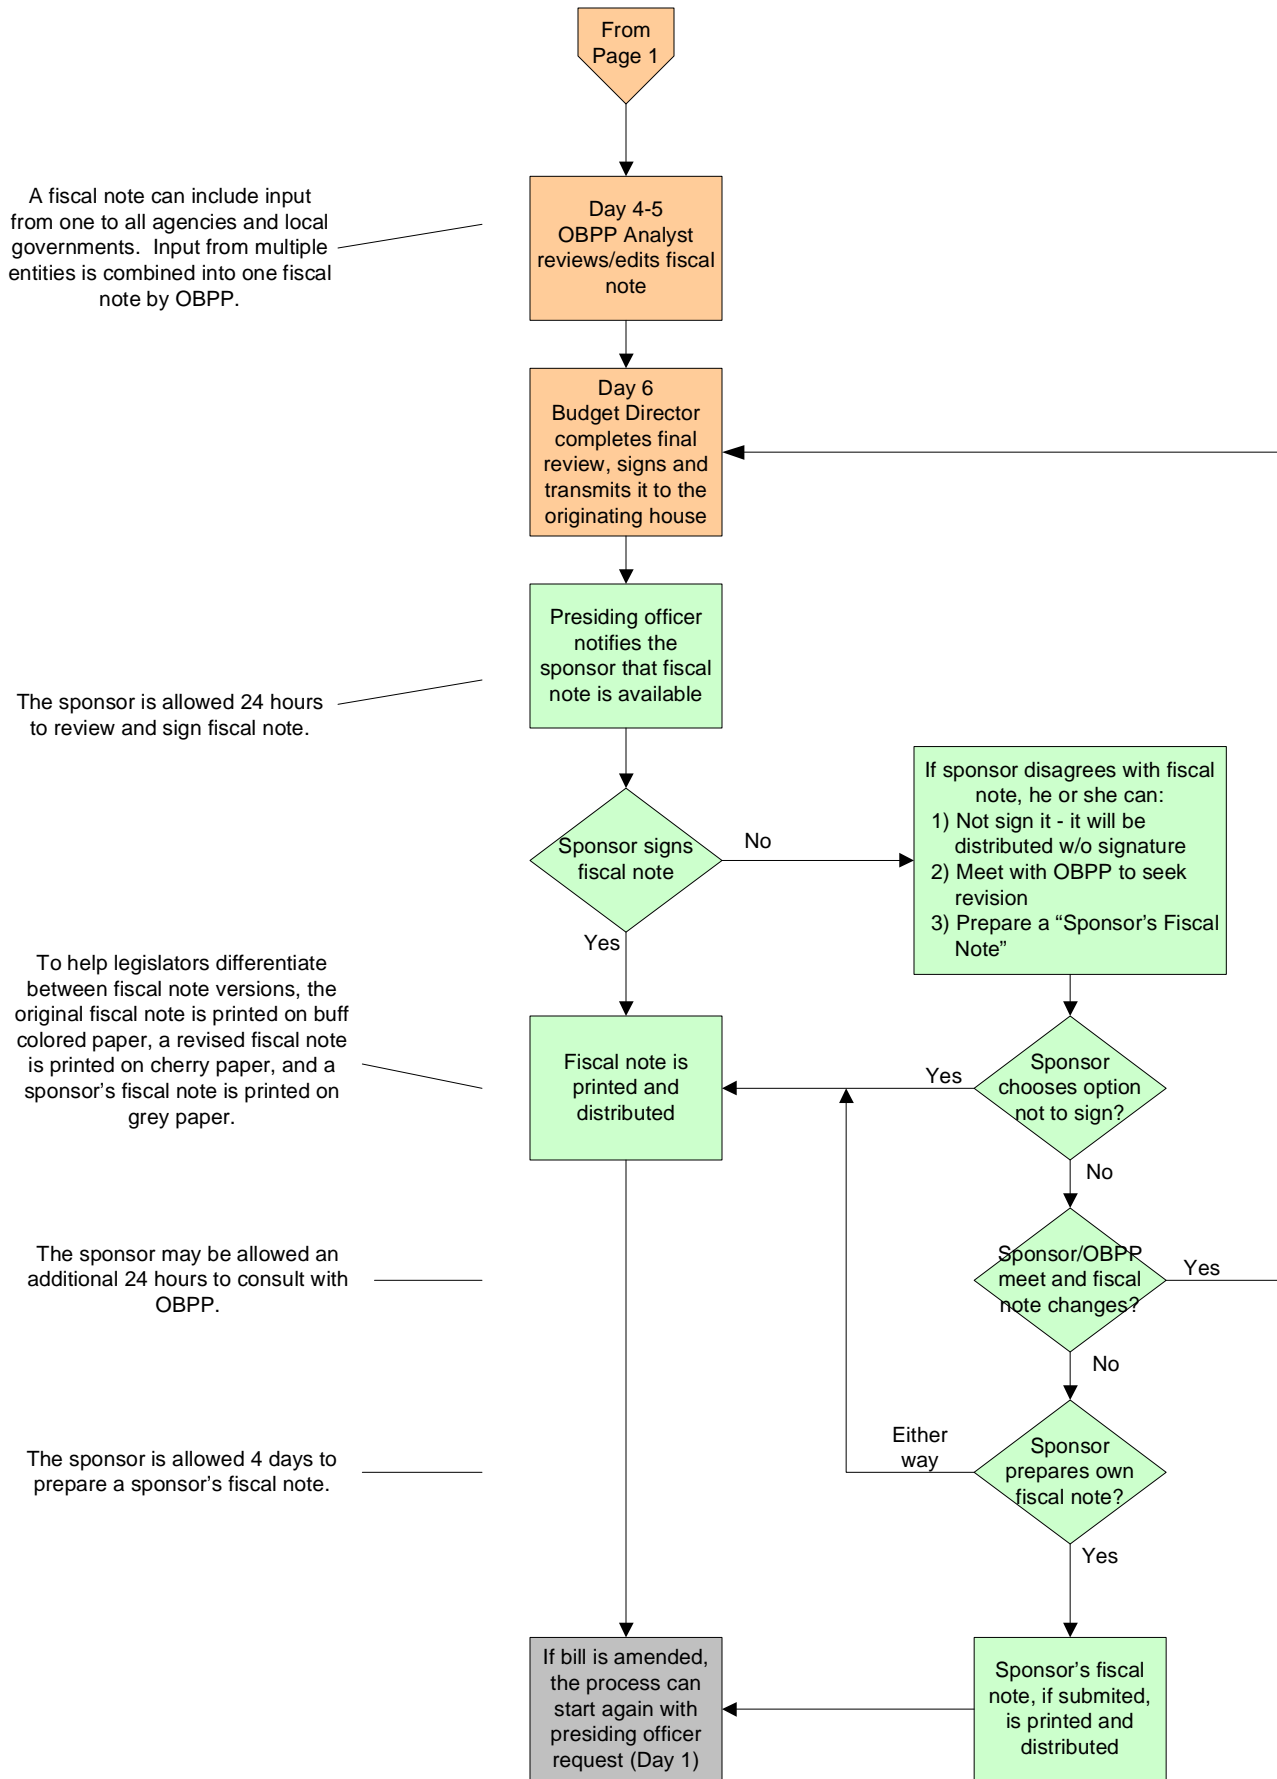 From
Page 1
A fiscal note can include input
from one to all agencies and local
governments.  Input from multiple
entities is combined into one fiscal
note by OBPP.
Day 4-5
OBPP Analyst
reviews/edits fiscal
note
Day 6
Budget Director
completes final
review, signs and
transmits it to the
originating house
Presiding officer
notifies the
sponsor that fiscal
note is available
The sponsor is allowed 24 hours
to review and sign fiscal note.
Sponsor signs
fiscal note
No
Yes
If sponsor disagrees with fiscal
note, he or she can:
1) Not sign it - it will be
distributed w/o signature
2) Meet with OBPP to seek
revision
3) Prepare a “Sponsor’s Fiscal
Note”
To help legislators differentiate
between fiscal note versions, the
original fiscal note is printed on buff
colored paper, a revised fiscal note
is printed on cherry paper, and a
sponsor’s fiscal note is printed on
grey paper.
Fiscal note is
printed and
distributed
Yes
Sponsor
chooses option
not to sign?
No
The sponsor may be allowed an
additional 24 hours to consult with
OBPP.
Sponsor/OBPP
meet and fiscal
note changes?
Yes
No
The sponsor is allowed 4 days to
prepare a sponsor’s fiscal note.
Either
way
Sponsor
prepares own
fiscal note?
Yes
If bill is amended,
the process can
start again with
presiding officer
request (Day 1)
Sponsor’s fiscal
note, if submited,
is printed and
distributed